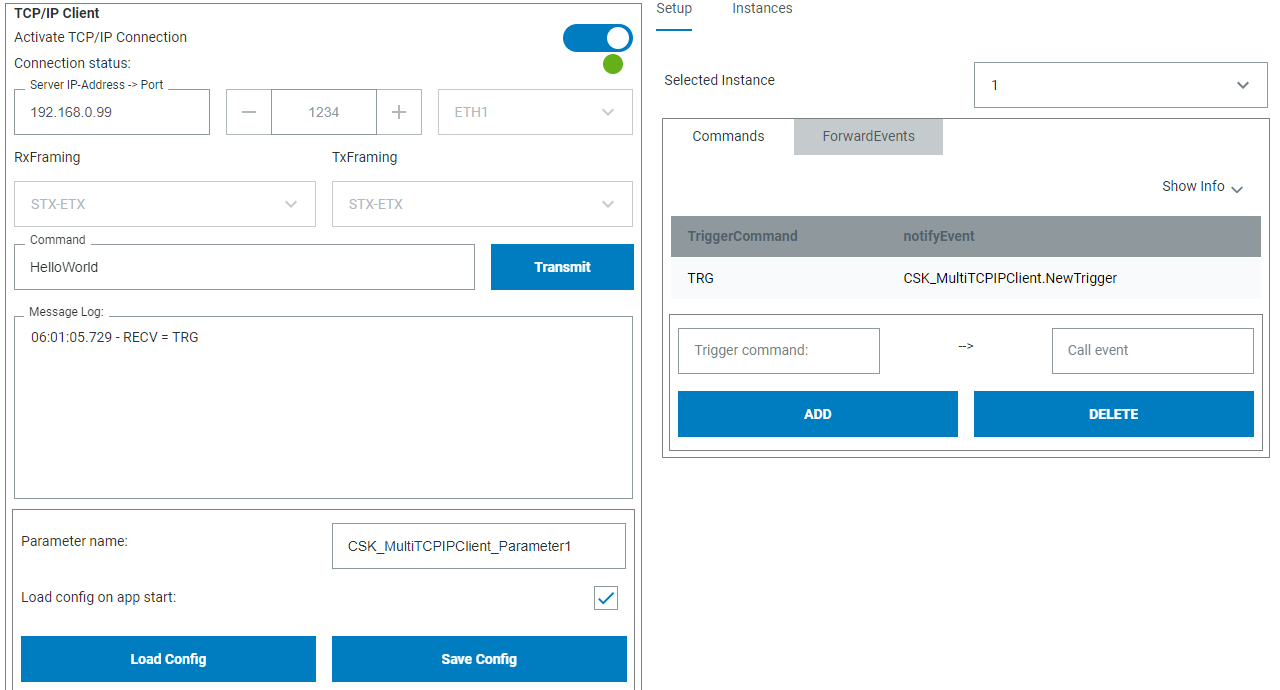 TCP/IP Client
Activate TCP/IP Connection
Connection status:
Server IP-Address -> Port
192.168.0.99
1234
ETH1
RxFraming
TxFraming
STX-ETX
STX-ETX
Command
HelloWorld
Transmit
Message Log:
06:01:05.729 - RECV = TRG
Parameter name:
CSK_MultiTCPIPClient_Parameter1
Load config on app start:
Load Config
Save Config
Setup
Instances
Selected Instance
1
Commands
ForwardEvents
Show Info
TriggerCommand
notifyEvent
TRG
CSK_MultiTCPIPClient.NewTrigger
Trigger command:
-->
Call event
ADD
DELETE